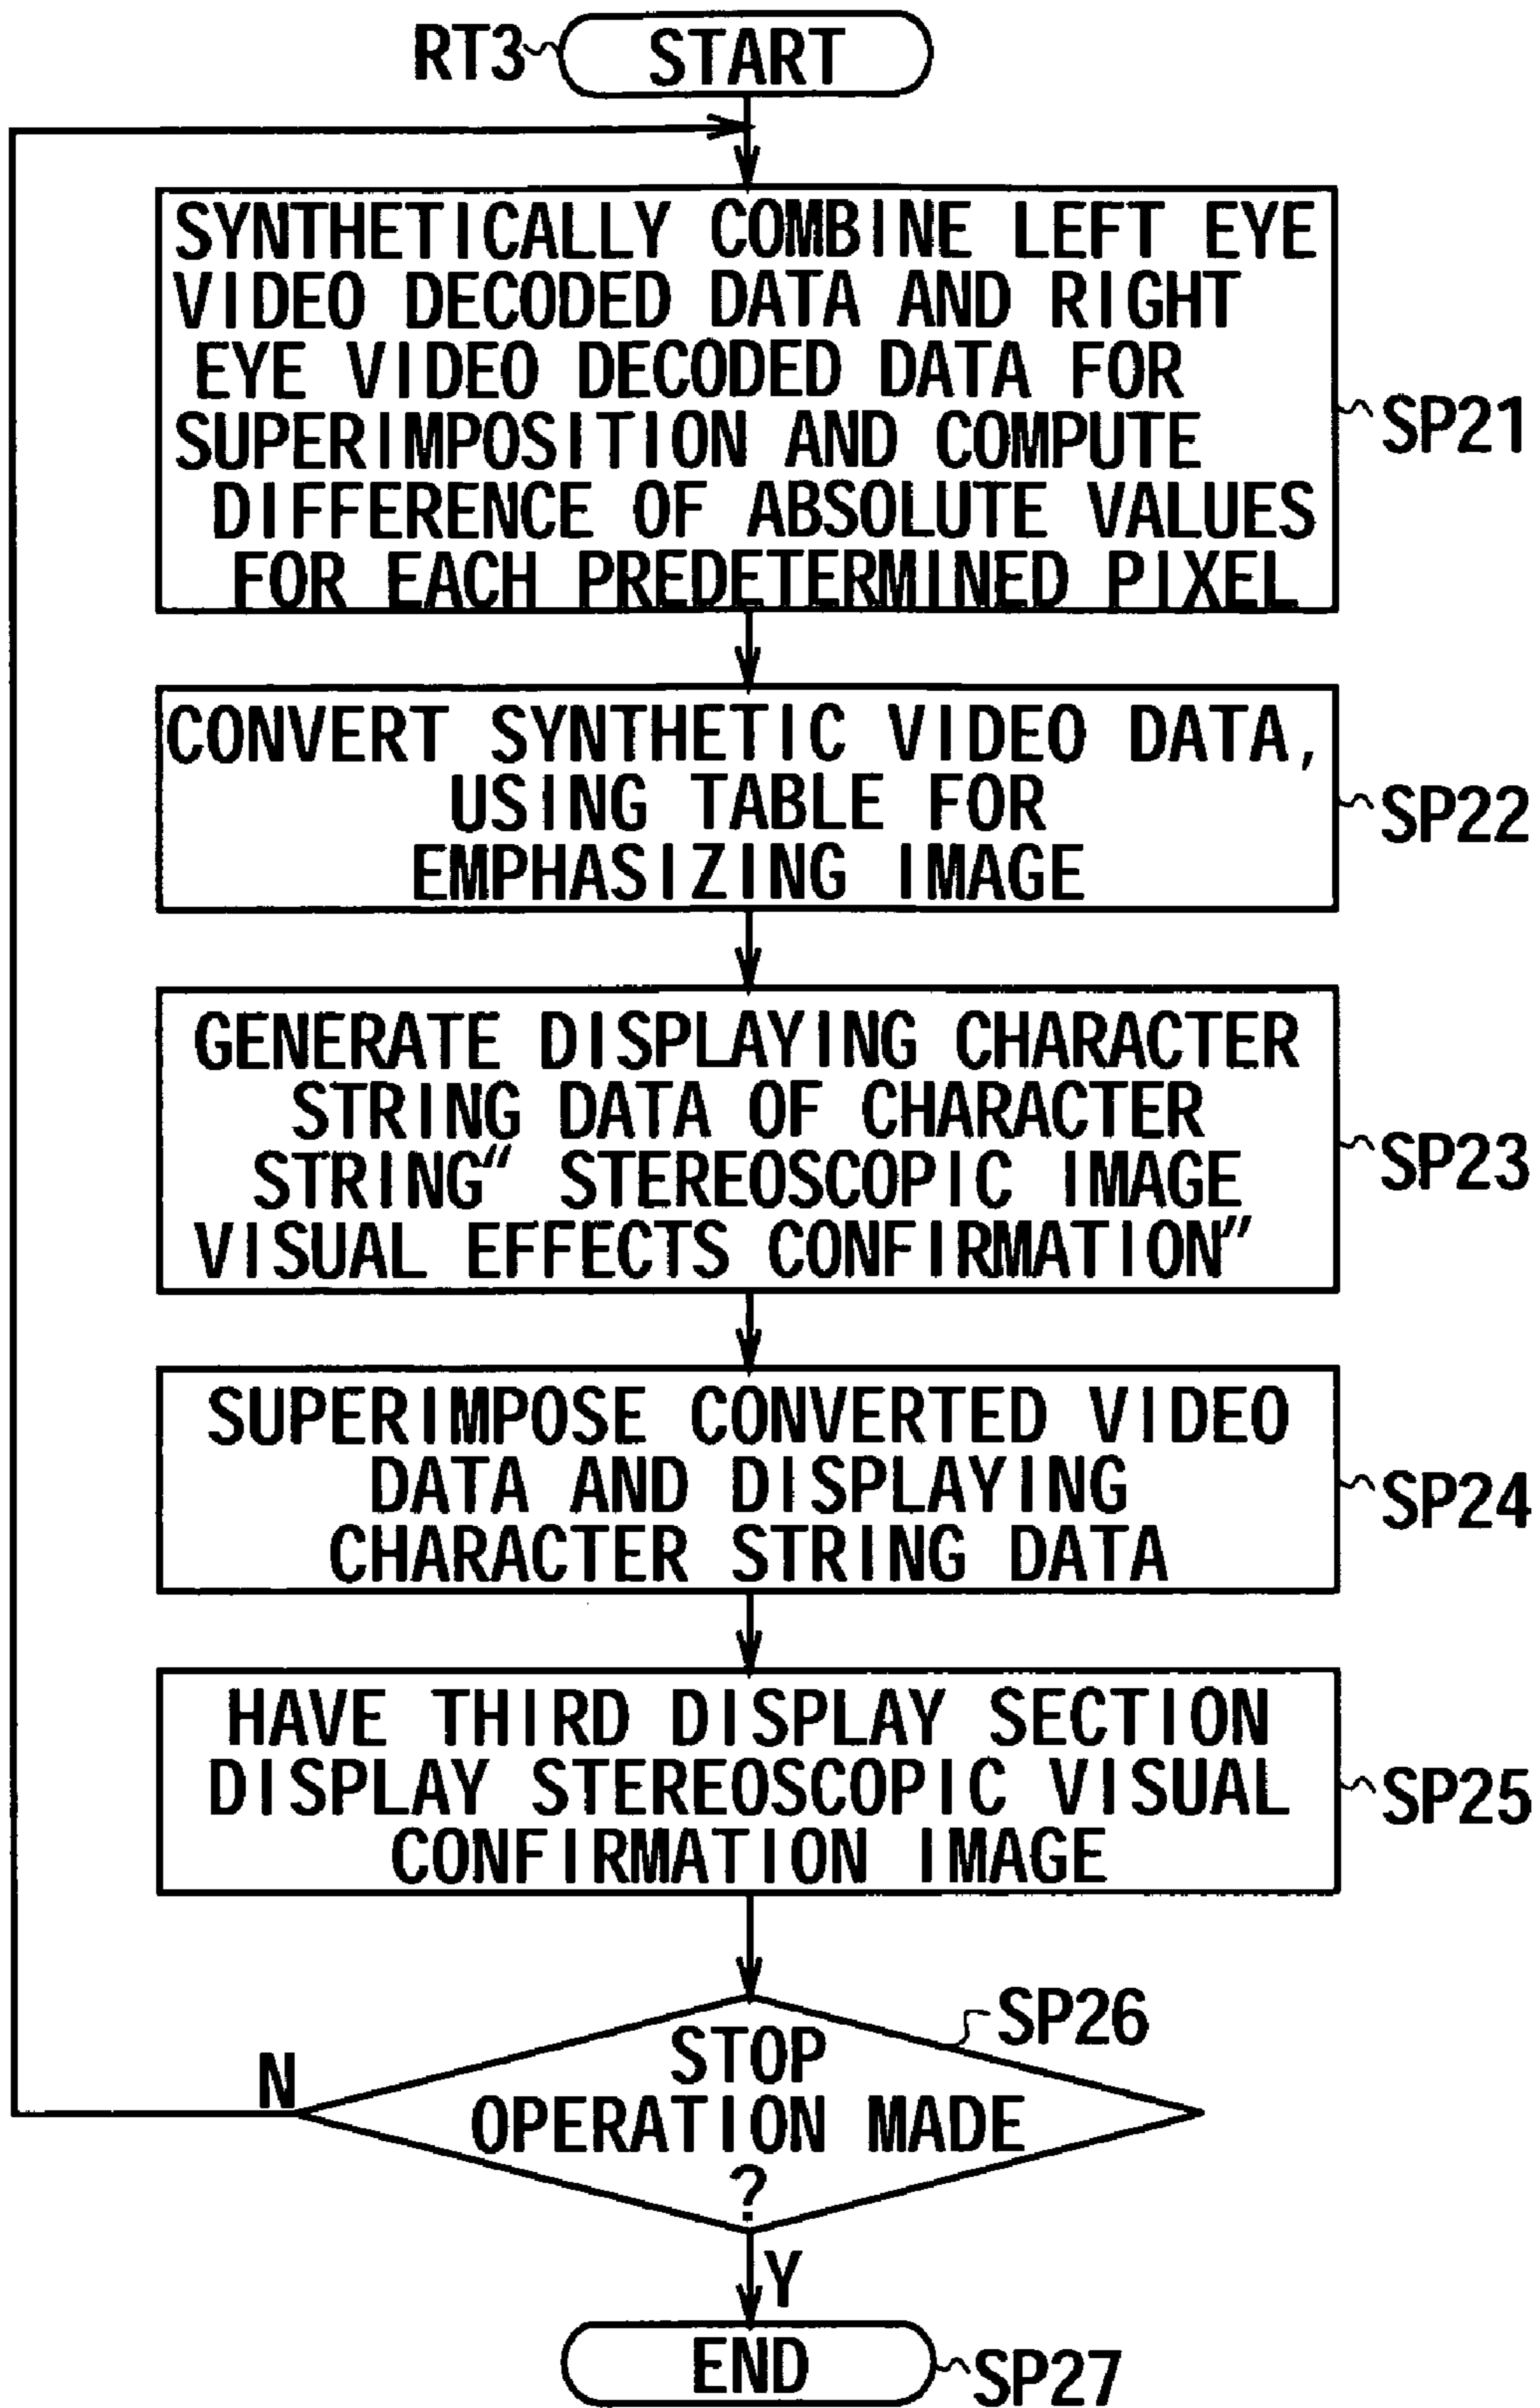 RT3
START
SYNTHETICALLY COMBINE LEFT EYE
VIDEO DECODED DATA AND RIGHT
EYE VIDEO DECODED DATA FOR
SUPERIMPOSITION AND COMPUTE
DIFFERENCE OF ABSOLUTE VALUES
FOR EACH PREDETERMINED PIXEL
SP21
CONVERT SYNTHETIC VIDEO DATA,
USING TABLE FOR
EMPHASIZING IMAGE
SP22
GENERATE DISPLAYING CHARACTER
STRING DATA OF CHARACTER
STRING“ STEREOSCOPIC IMAGE
VISUAL EFFECTS CONFIRMATION”
SP23
SUPERIMPOSE CONVERTED VIDEO
DATA AND DISPLAYING
CHARACTER STRING DATA
SP24
HAVE THIRD DISPLAY SECTION
DISPLAY STEREOSCOPIC VISUAL
CONFIRMATION IMAGE
SP25
SP26
STOP
OPERATION MADE
?
N
Y
END
SP27